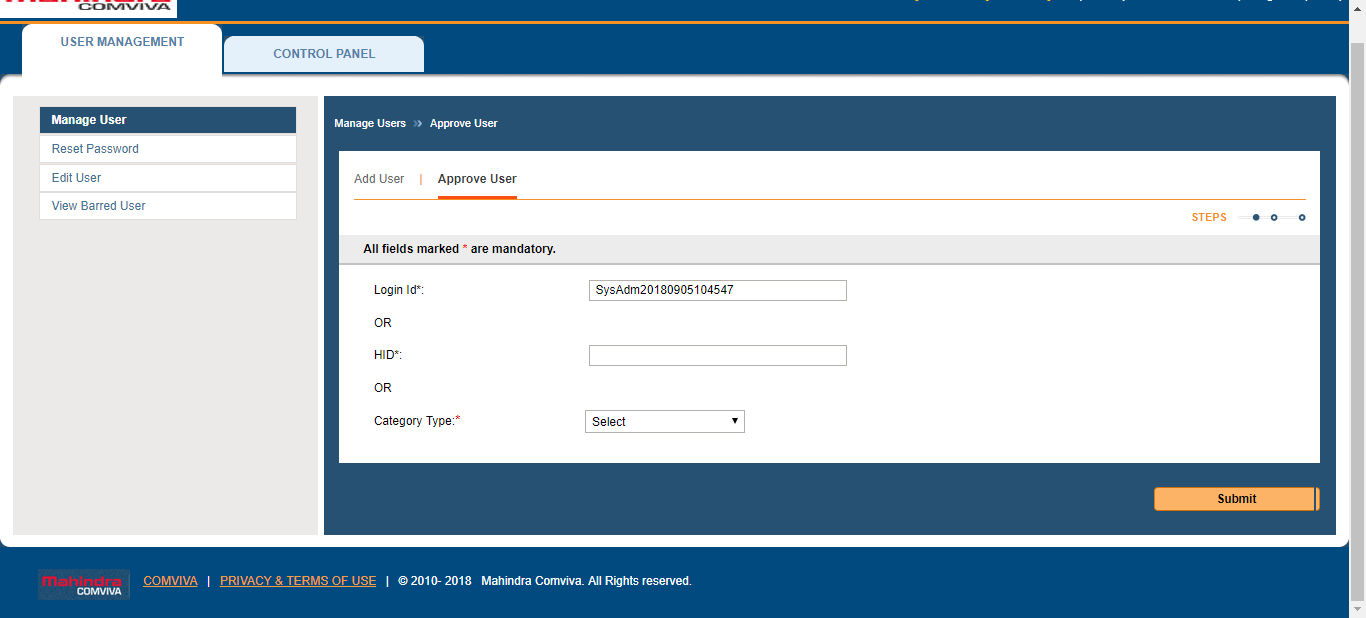 Mahindra
COMVIVA
USER MANAGEMENT
CONTROL PANEL
Manage User
Reset Password
Edit User
View Barred User
Manage Users » Approve User
Add User | Approve User
STEPS
All fields marked * are mandatory.
Login Id*: SysAdm20180905104547
OR
HID*:
OR
Category Type:* Select
Submit
Mahindra
COMVIVA
COMVIVA | PRIVACY & TERMS OF USE | © 2010- 2018 Mahindra Comviva. All Rights reserved.